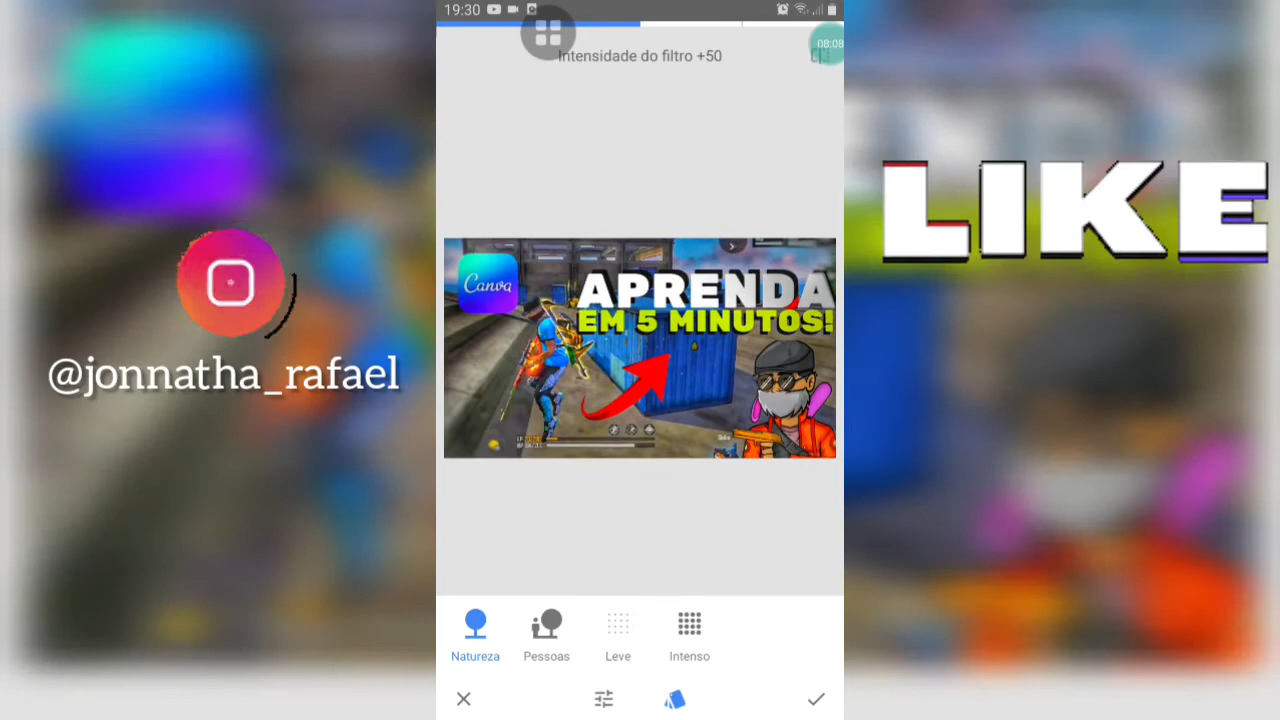 19:30
08:08
Intensidade do filtro +50
LIKE
Canva
APRENDA
EM 5 MINUTOS!
@jonnatha_rafael
Natureza
Pessoas
Leve
Intenso